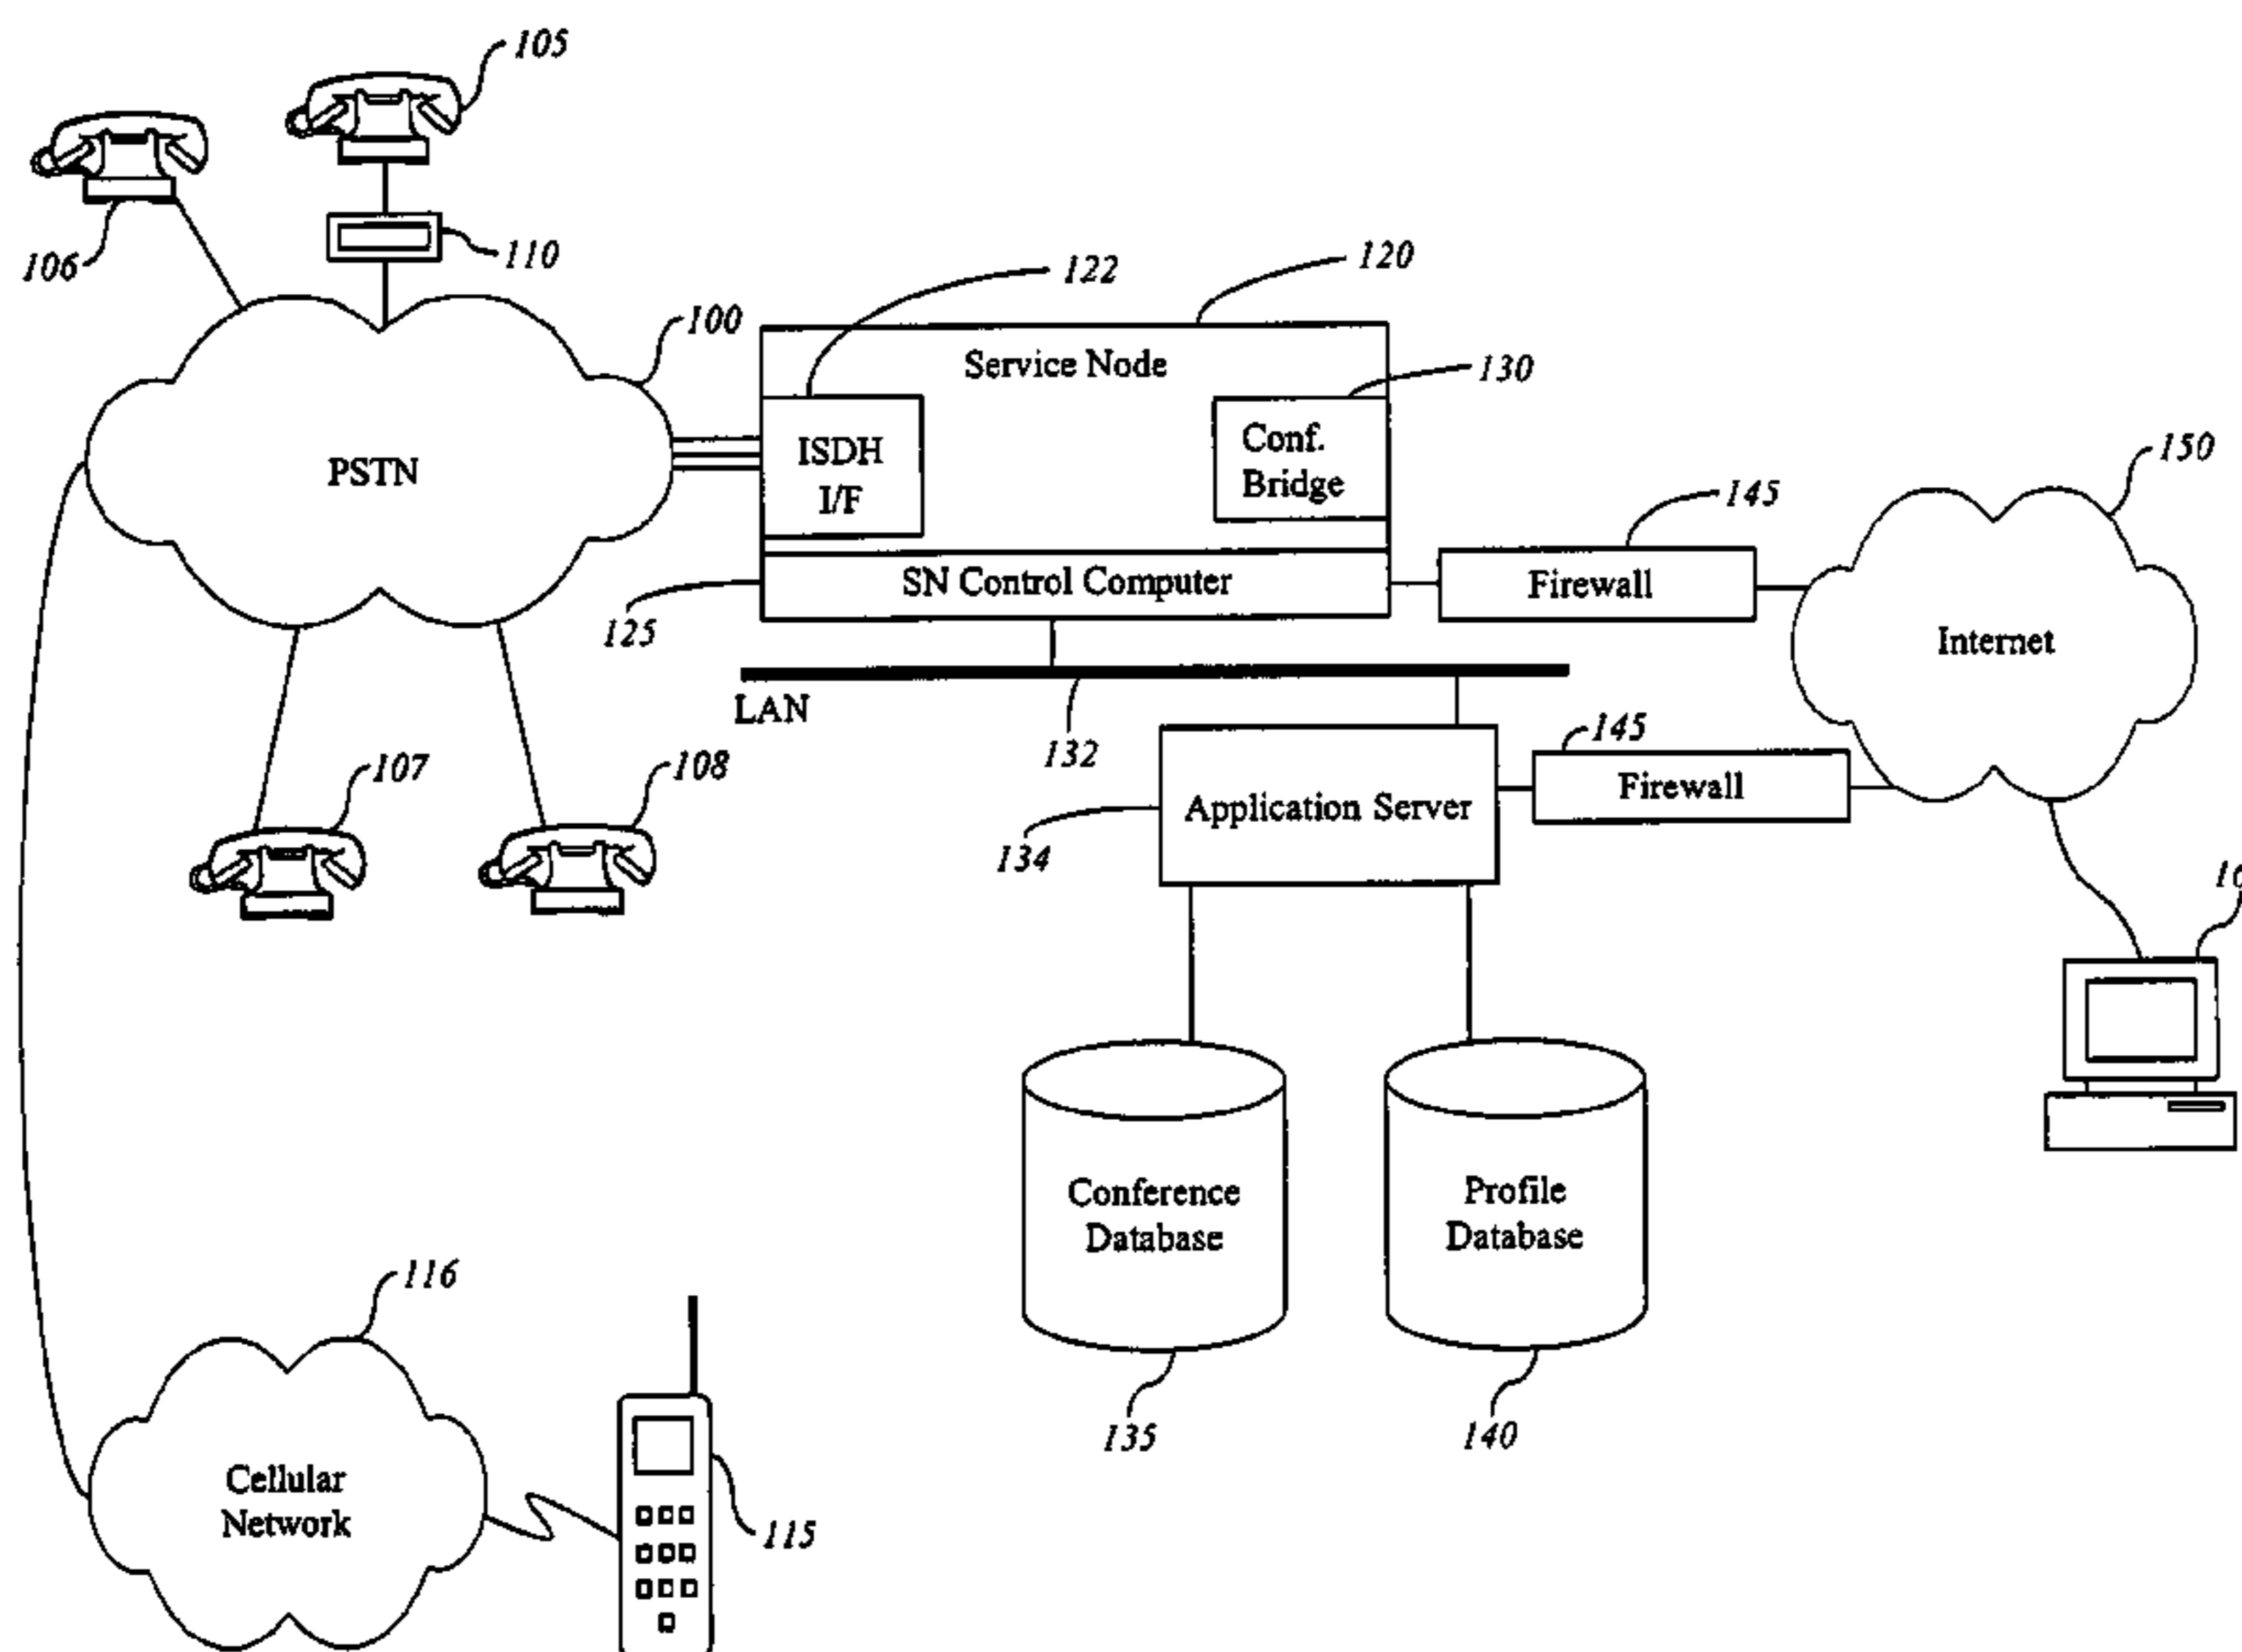 105
106
110
122
120
100
Service Node
130
ISDH
I/F
Conf.
Bridge
PSTN
150
145
SN Control Computer
Firewall
125
Internet
LAN
132
145
107
108
Application Server
Firewall
134
16
Conference
Database
Profile
Database
116
135
140
Cellular
Network
115